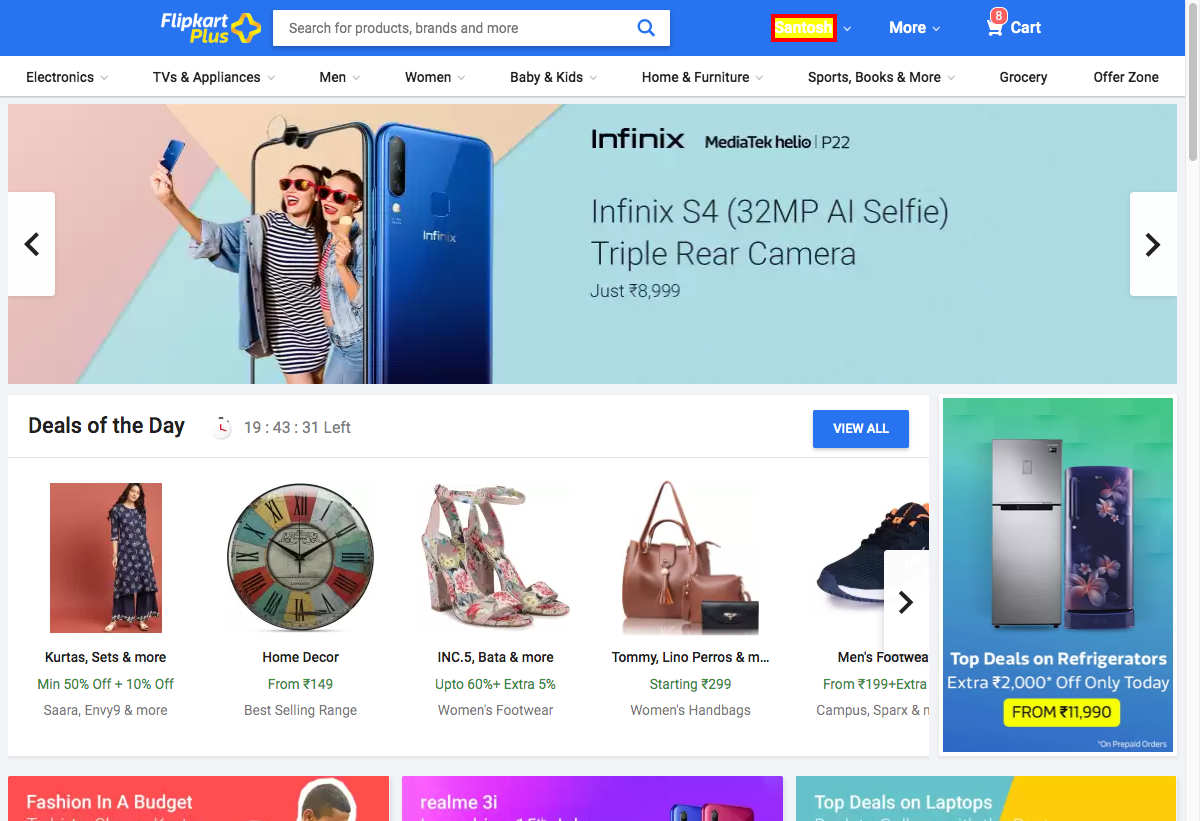 Flipkart
Plus
Search for products, brands and more
Santosh
More
8
Cart
Electronics
TVs & Appliances
Men
Women
Baby & Kids
Home & Furniture
Sports, Books & More
Grocery
Offer Zone
Infinix
MediaTek helio | P22
Infinix S4 (32MP AI Selfie)
Triple Rear Camera
Just ₹8,999
Infinix
Deals of the Day
19 : 43 : 31 Left
VIEW ALL
Kurtas, Sets & more
Min 50% Off + 10% Off
Saara, Envy9 & more
Home Decor
From ₹149
Best Selling Range
INC.5, Bata & more
Upto 60%+ Extra 5%
Women's Footwear
Tommy, Lino Perros & m...
Starting ₹299
Women's Handbags
Men's Footwea
From ₹199+Extra
Campus, Sparx &
Top Deals on Refrigerators
Extra ₹2,000* Off Only Today
FROM ₹11,990
*On Prepaid Orders
Fashion In A Budget
realme 3i
Top Deals on Laptops